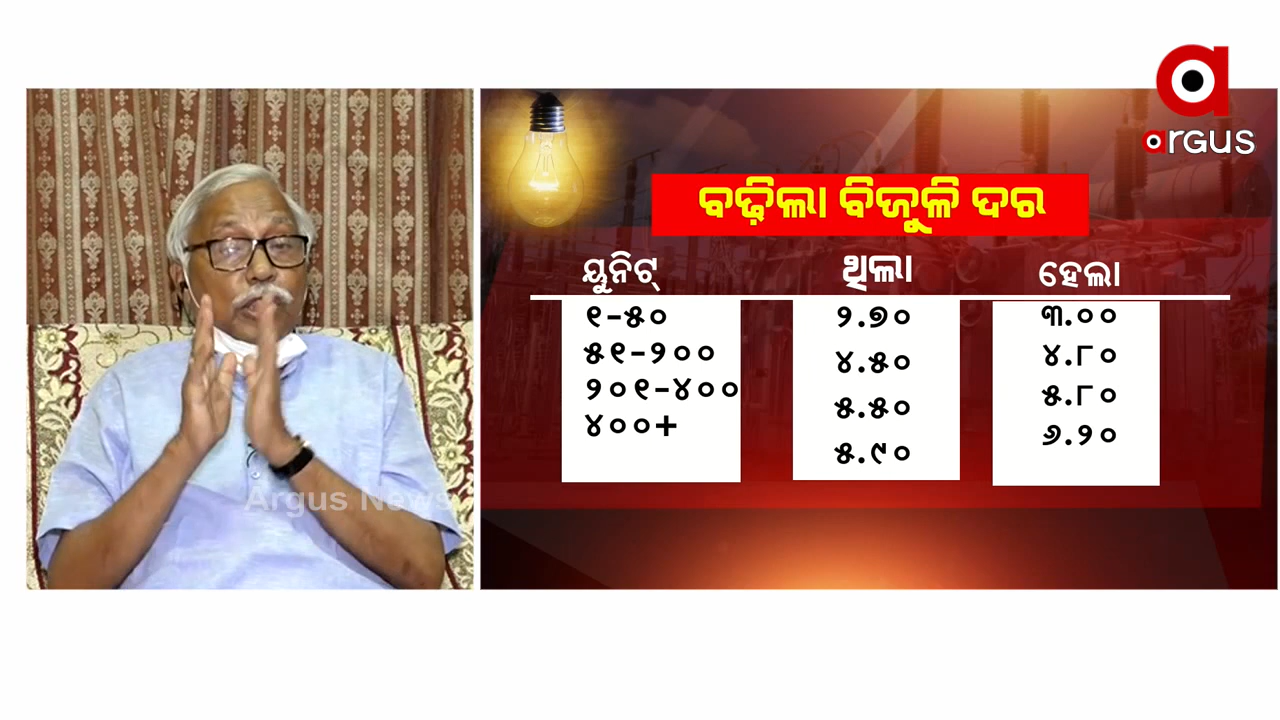 argus
ବଢ଼ିଲା ବିଜୁଳି ଦର
ୟୁନିଟ୍ ଥିଲା ହେଲା
୧-୫୦ ୨.୭୦ ୩.୦୦
୫୧-୨୦୦ ୪.୫୦ ୪.୮୦
୨୦୧-୪୦୦ ୫.୫୦ ୫.୮୦
୪୦୦+ ୫.୯୦ ୬.୨୦
Argus News